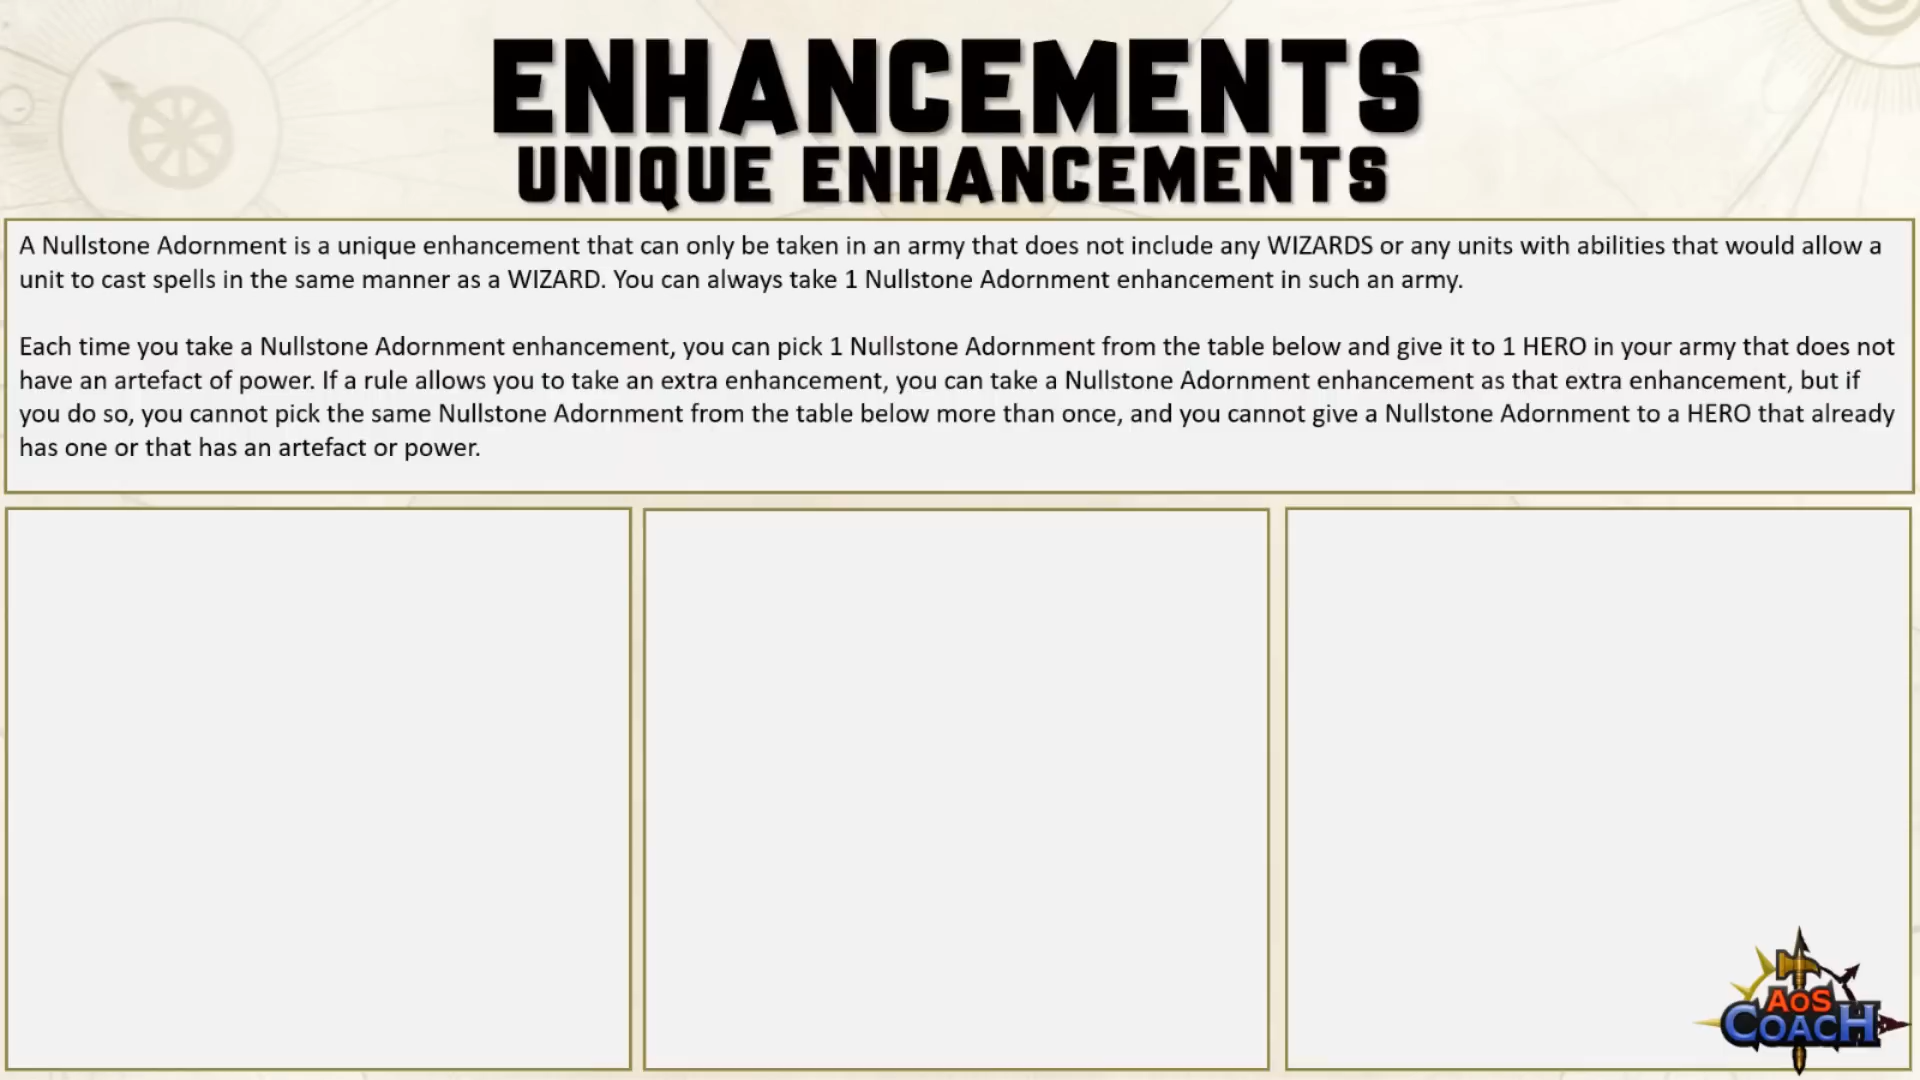 ENHANCEMENTS
UNIQUE ENHANCEMENTS
A Nullstone Adornment is a unique enhancement that can only be taken in an army that does not include any WIZARDS or any units with abilities that would allow a
unit to cast spells in the same manner as a WIZARD. You can always take 1 Nullstone Adornment enhancement in such an army.
Each time you take a Nullstone Adornment enhancement, you can pick 1 Nullstone Adornment from the table below and give it to 1 HERO in your army that does not
have an artefact of power. If a rule allows you to take an extra enhancement, you can take a Nullstone Adornment enhancement as that extra enhancement, but if
you do so, you cannot pick the same Nullstone Adornment from the table below more than once, and you cannot give a Nullstone Adornment to a HERO that already
has one or that has an artefact or power.
AoS
COACH